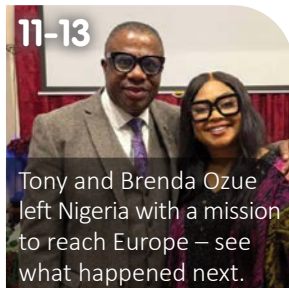 11-13
Tony and Brenda Ozue
left Nigeria with a mission
to reach Europe – see
what happened next.